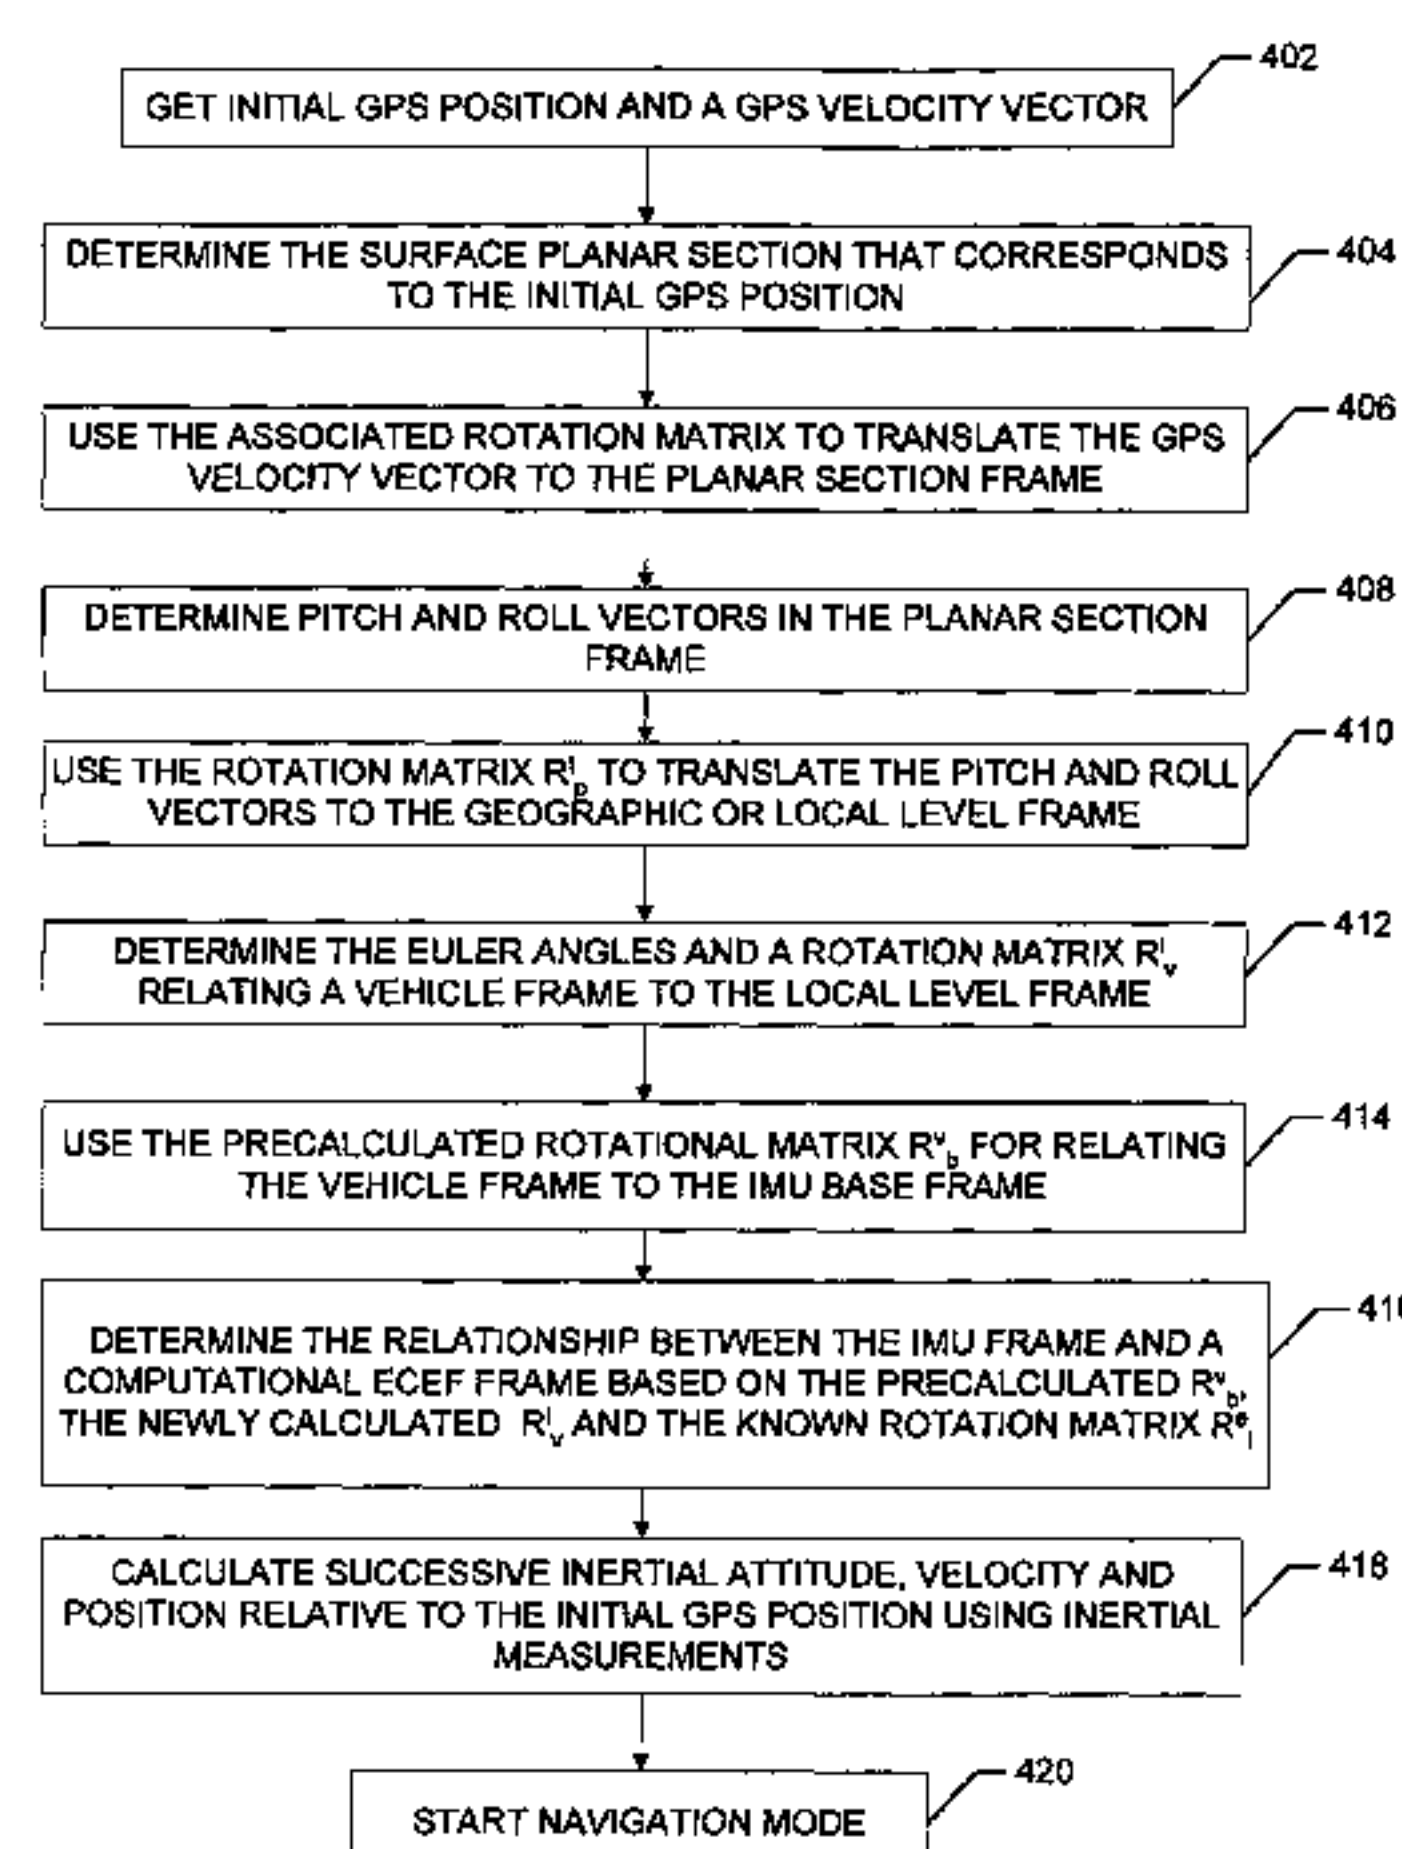 402
GET INITIAL GPS POSITION AND A GPS VELOCITY VECTOR
404
DETERMINE THE SURFACE PLANAR SECTION THAT CORRESPONDS
TO THE INITIAL GPS POSITION
406
USE THE ASSOCIATED ROTATION MATRIX TO TRANSLATE THE GPS
VELOCITY VECTOR TO THE PLANAR SECTION FRAME
408
DETERMINE PITCH AND ROLL VECTORS IN THE PLANAR SECTION
FRAME
410
USE THE ROTATION MATRIX R^l_p TO TRANSLATE THE PITCH AND ROLL
VECTORS TO THE GEOGRAPHIC OR LOCAL LEVEL FRAME
412
DETERMINE THE EULER ANGLES AND A ROTATION MATRIX R^l_v
RELATING A VEHICLE FRAME TO THE LOCAL LEVEL FRAME
414
USE THE PRECALCULATED ROTATIONAL MATRIX R^v_b FOR RELATING
THE VEHICLE FRAME TO THE IMU BASE FRAME
DETERMINE THE RELATIONSHIP BETWEEN THE IMU FRAME AND A
COMPUTATIONAL ECEF FRAME BASED ON THE PRECALCULATED R^v_b,
THE NEWLY CALCULATED R^l_v AND THE KNOWN ROTATION MATRIX R^e_l
418
CALCULATE SUCCESSIVE INERTIAL ATTITUDE, VELOCITY AND
POSITION RELATIVE TO THE INITIAL GPS POSITION USING INERTIAL
MEASUREMENTS
420
START NAVIGATION MODE